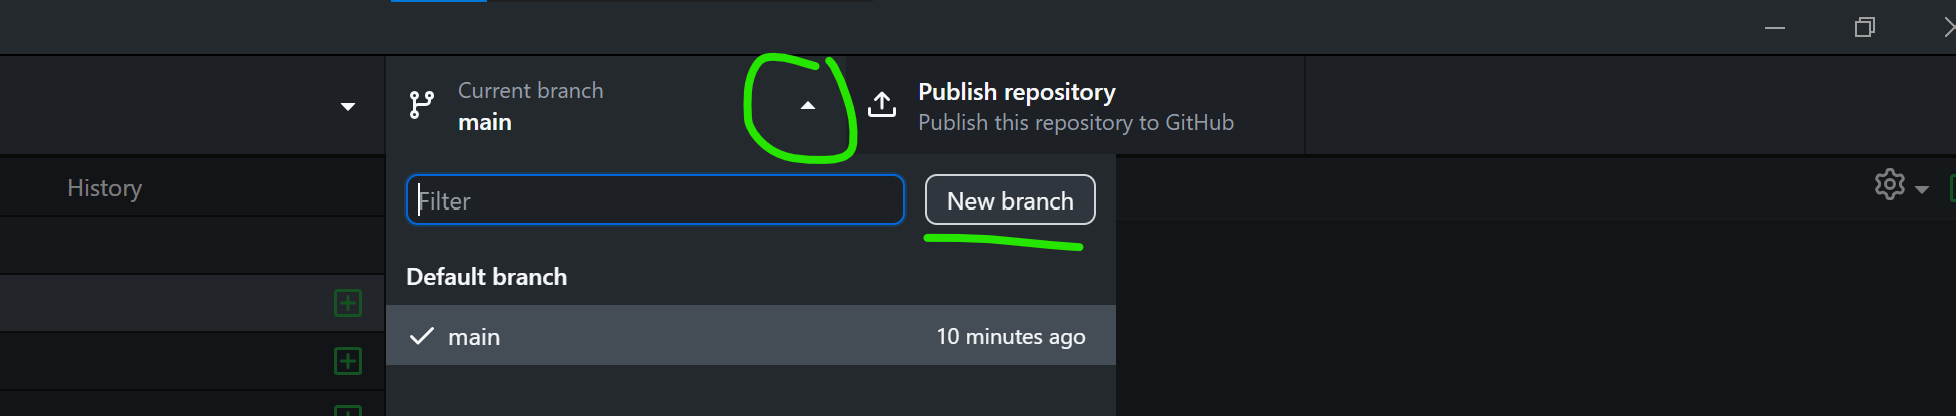 Current branch
main
Publish repository
Publish this repository to GitHub
History
Filter
New branch
Default branch
main
10 minutes ago